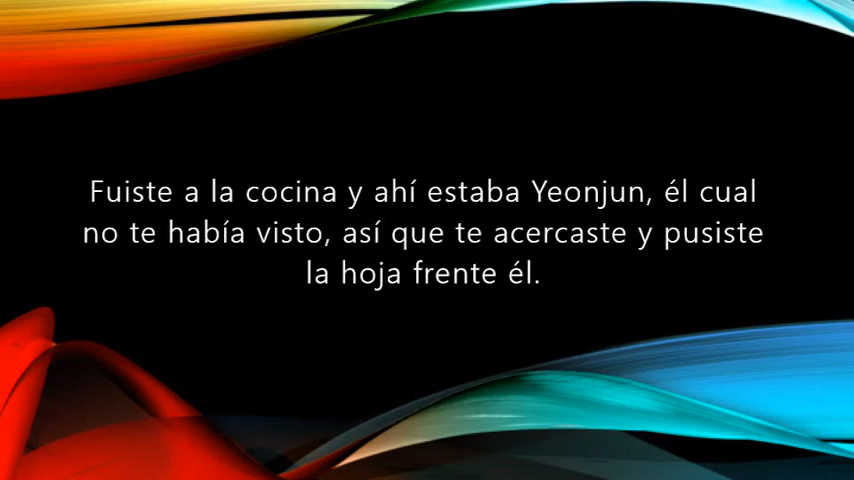 Fuiste a la cocina y ahí estaba Yeonjun, él cual
no te había visto, así que te acercaste y pusiste
la hoja frente él.